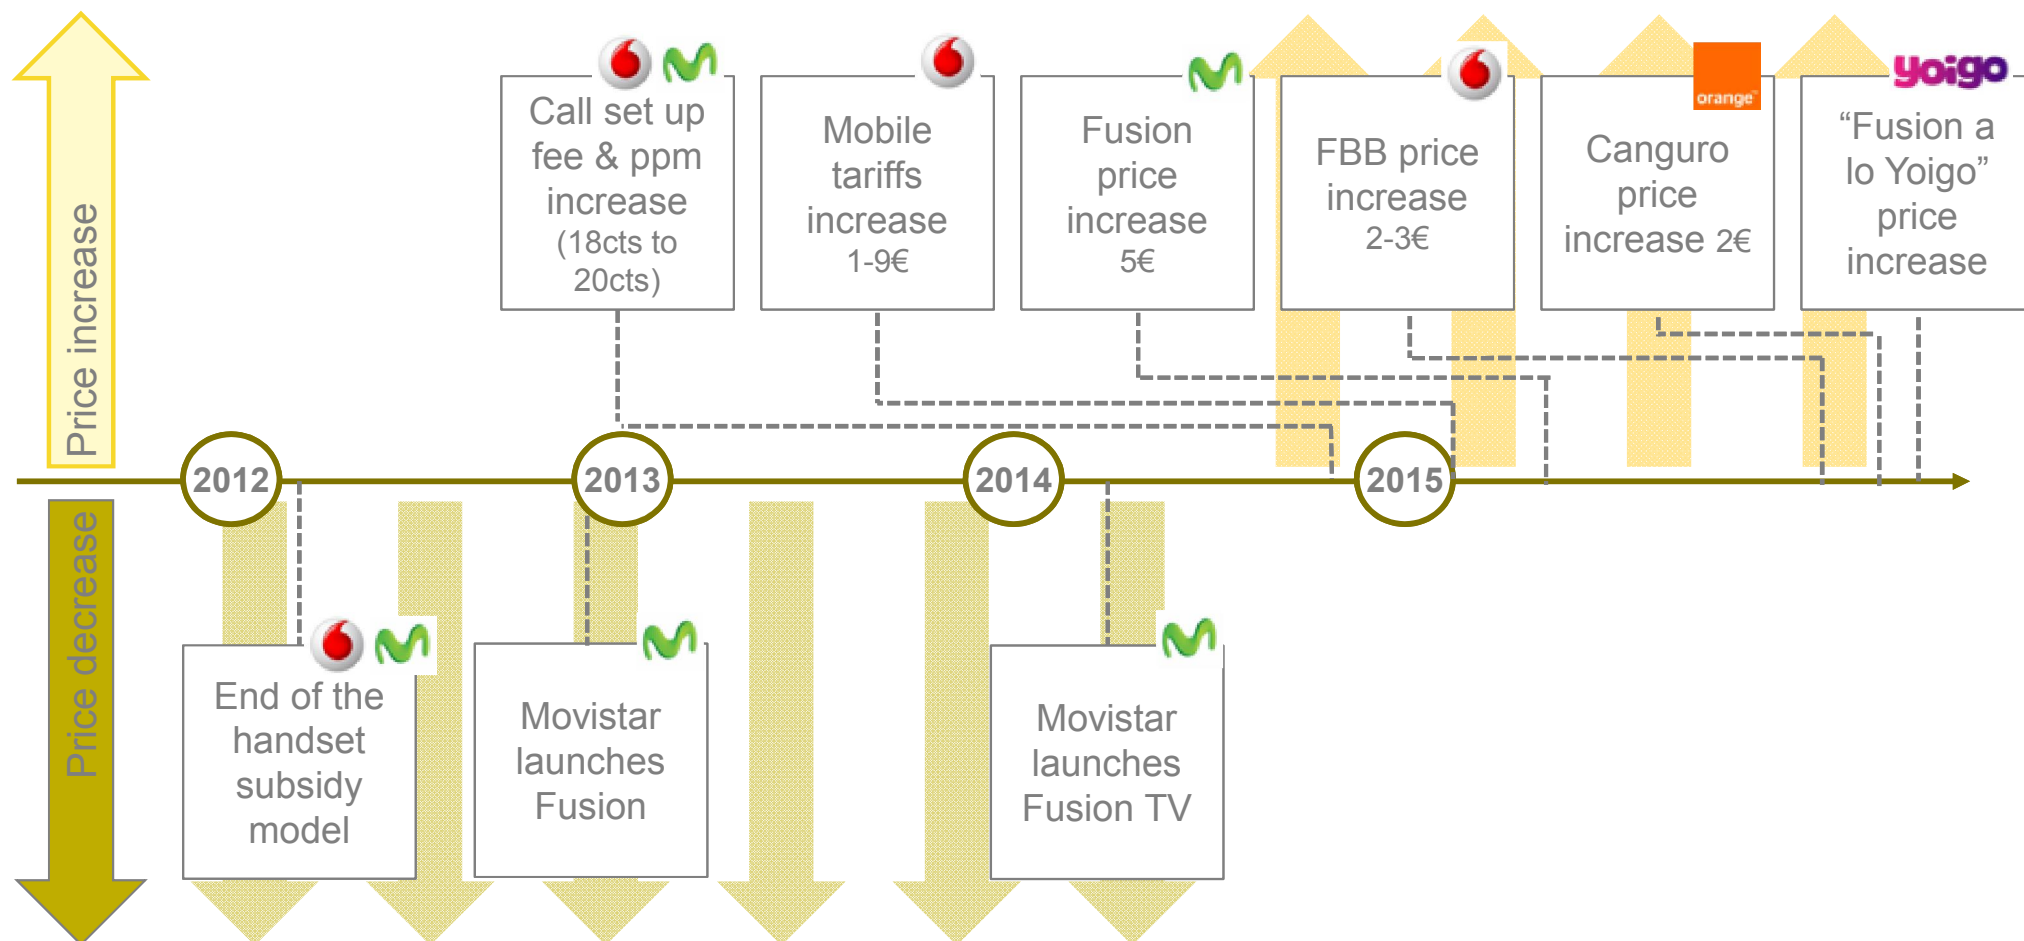 Price increase
Call set up
fee & ppm
increase
(18cts to
20cts)
Mobile
tariffs
increase
1-9€
Fusion
price
increase
5€
FBB price
increase
2-3€
orange™
Canguro
price
increase 2€
yoigo
“Fusion a
lo Yoigo”
price
increase
2012
2013
2014
2015
Price decrease
End of the
handset
subsidy
model
Movistar
launches
Fusion
Movistar
launches
Fusion TV